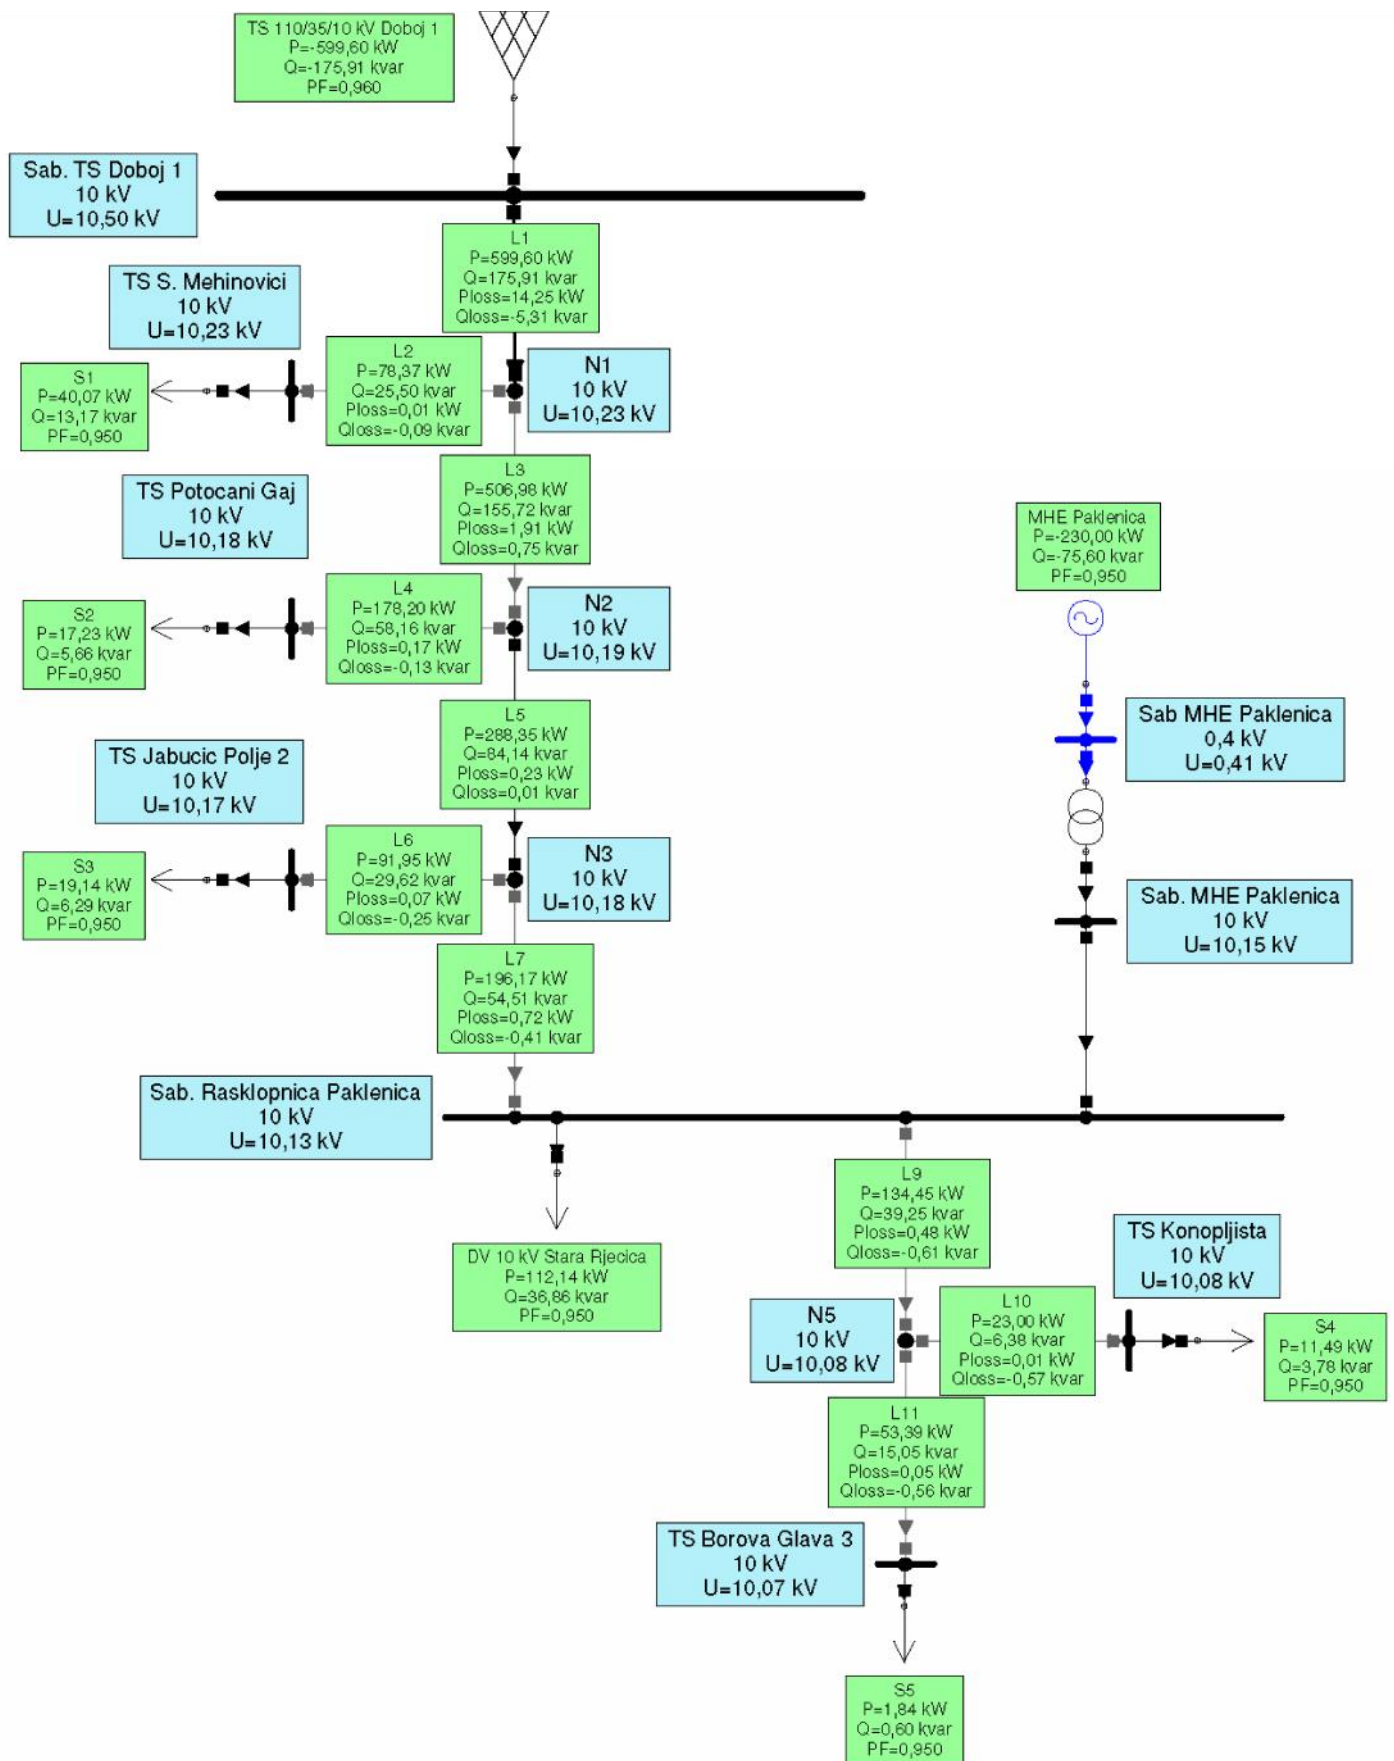 TS 110/35/10 kV Doboj 1
P=-599,60 kW
Q=-175,91 kvar
PF=0,960
Sab. TS Doboj 1
10 kV
U=10,50 kV
L1
P=599,60 kW
Q=175,91 kvar
Ploss=14,25 kW
Qloss=-5,31 kvar
TS S. Mehinovici
10 kV
U=10,23 kV
S1
P=40,07 kW
Q=13,17 kvar
PF=0,950
L2
P=78,37 kW
Q=25,50 kvar
Ploss=0,01 kW
Qloss=-0,09 kvar
N1
10 kV
U=10,23 kV
L3
P=506,98 kW
Q=155,72 kvar
Ploss=1,91 kW
Qloss=0,75 kvar
TS Potocani Gaj
10 kV
U=10,18 kV
MHE Paklenica
P=-230,00 kW
Q=-75,60 kvar
PF=0,950
S2
P=17,23 kW
Q=5,66 kvar
PF=0,950
L4
P=178,20 kW
Q=58,16 kvar
Ploss=0,17 kW
Qloss=-0,13 kvar
N2
10 kV
U=10,19 kV
L5
P=288,35 kW
Q=84,14 kvar
Ploss=0,23 kW
Qloss=0,01 kvar
Sab MHE Paklenica
0,4 kV
U=0,41 kV
TS Jabucic Polje 2
10 kV
U=10,17 kV
S3
P=19,14 kW
Q=6,29 kvar
PF=0,950
L6
P=91,95 kW
Q=29,62 kvar
Ploss=0,07 kW
Qloss=-0,25 kvar
N3
10 kV
U=10,18 kV
Sab. MHE Paklenica
10 kV
U=10,15 kV
L7
P=196,17 kW
Q=54,51 kvar
Ploss=0,72 kW
Qloss=-0,41 kvar
Sab. Rasklopnica Paklenica
10 kV
U=10,13 kV
DV 10 kV Stara Rjecica
P=112,14 kW
Q=36,86 kvar
PF=0,950
L9
P=134,45 kW
Q=39,25 kvar
Ploss=0,48 kW
Qloss=-0,61 kvar
TS Konopljista
10 kV
U=10,08 kV
N5
10 kV
U=10,08 kV
L10
P=23,00 kW
Q=6,38 kvar
Ploss=0,01 kW
Qloss=-0,57 kvar
S4
P=11,49 kW
Q=3,78 kvar
PF=0,950
L11
P=53,39 kW
Q=15,05 kvar
Ploss=0,05 kW
Qloss=-0,56 kvar
TS Borova Glava 3
10 kV
U=10,07 kV
S5
P=1,84 kW
Q=0,60 kvar
PF=0,950